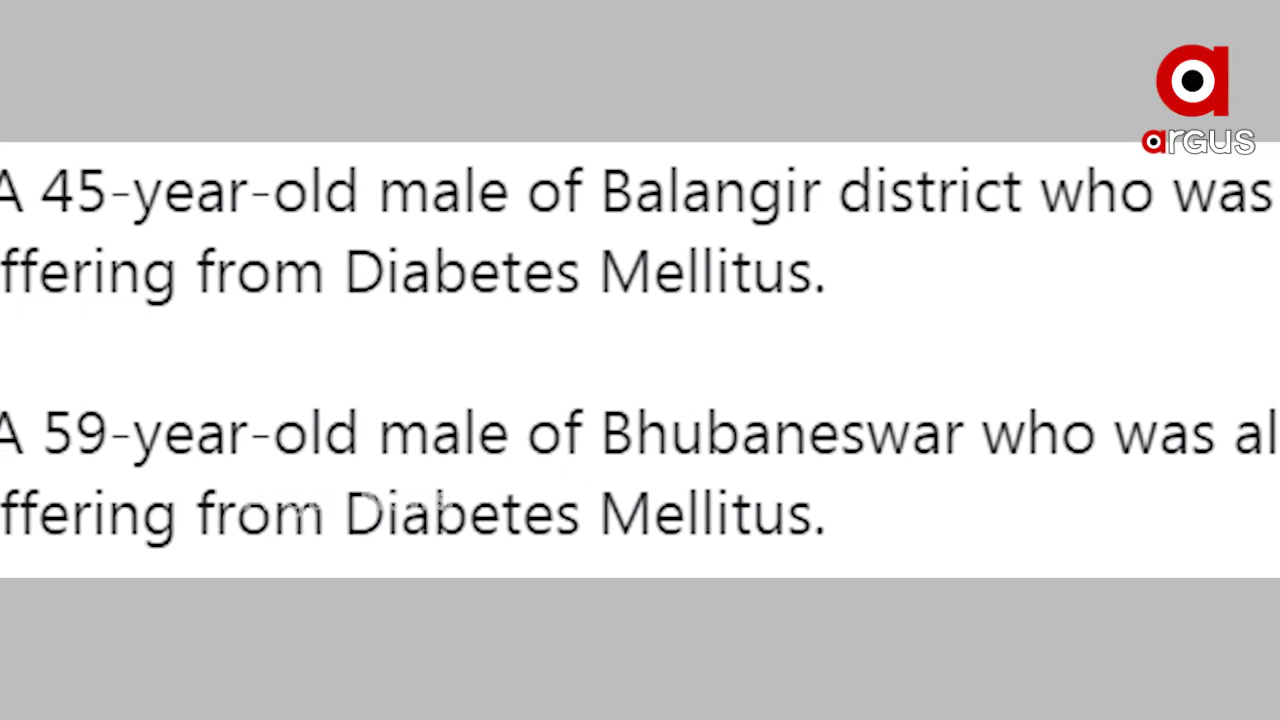 argus
A 45-year-old male of Balangir district who was
ffering from Diabetes Mellitus.
A 59-year-old male of Bhubaneswar who was al
ffering from Diabetes Mellitus.